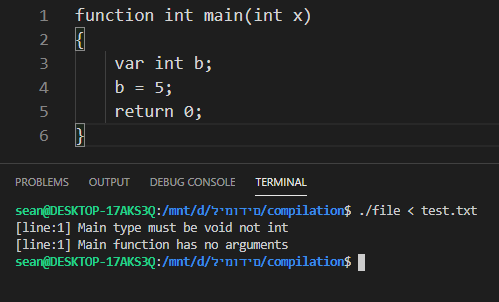 1 function int main(int x)
2 {
3 var int b;
4 b = 5;
5 return 0;
6 }
PROBLEMS OUTPUT DEBUG CONSOLE TERMINAL
sean@DESKTOP-17AKS3Q:/mnt/d/לימודים/compilation$ ./file < test.txt
[line:1] Main type must be void not int
[line:1] Main function has no arguments
sean@DESKTOP-17AKS3Q:/mnt/d/לימודים/compilation$